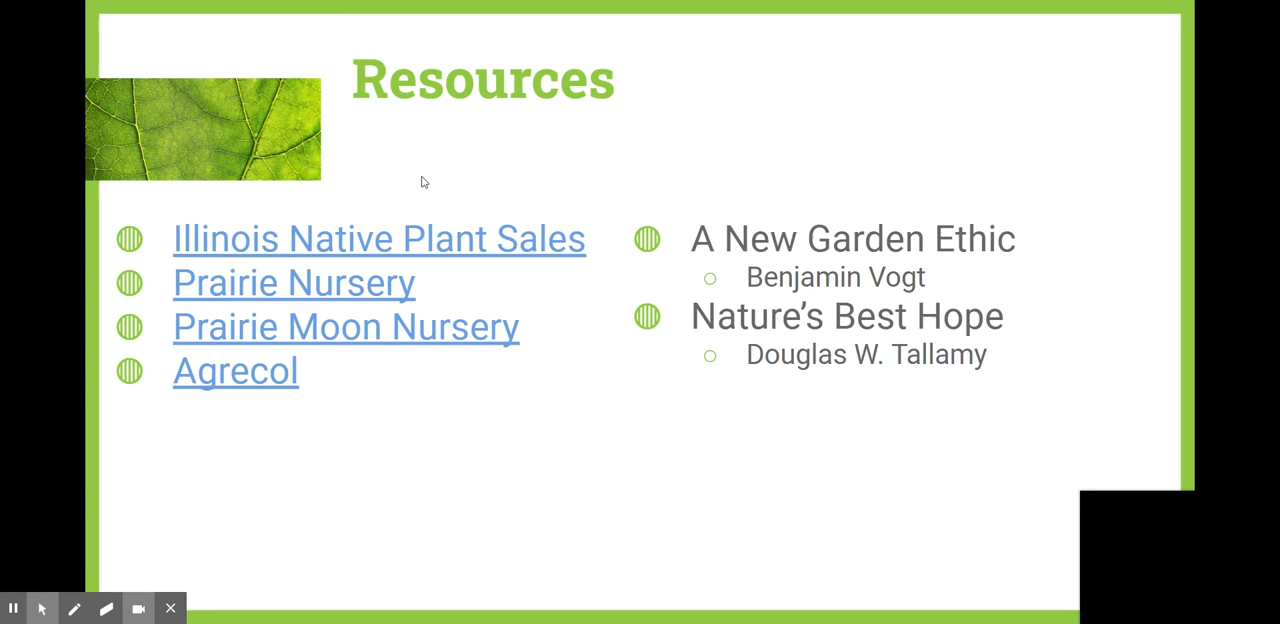 Resources
Illinois Native Plant Sales
Prairie Nursery
Prairie Moon Nursery
Agrecol
A New Garden Ethic
Benjamin Vogt
Nature’s Best Hope
Douglas W. Tallamy